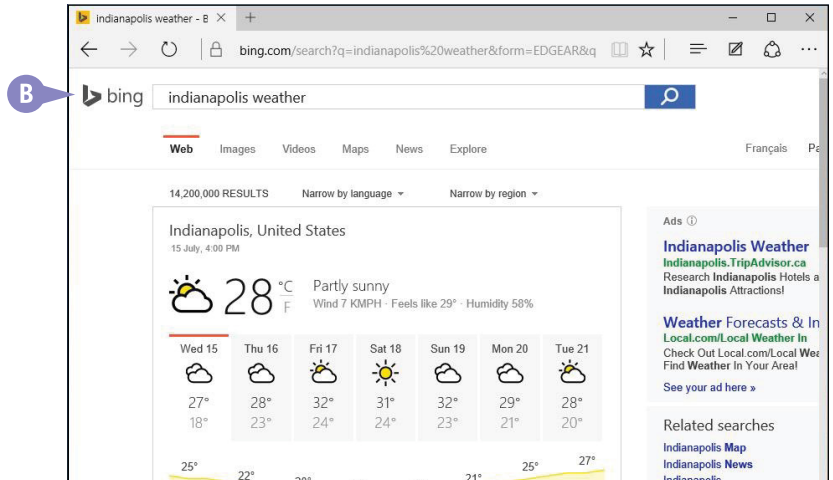 indianapolis weather - B
bing.com/search?q=indianapolis%20weather&form=EDGEAR&q
B
bing
indianapolis weather
Web Images Videos Maps News Explore Français Pa
14,200,000 RESULTS Narrow by language Narrow by region
Indianapolis, United States
15 July, 4:00 PM
28 °C F
Partly sunny
Wind 7 KMPH · Feels like 29° · Humidity 58%
Wed 15 Thu 16 Fri 17 Sat 18 Sun 19 Mon 20 Tue 21
27° 28° 32° 31° 32° 29° 28°
18° 23° 24° 24° 23° 21° 20°
25° 22° 21° 25° 27°
Ads
Indianapolis Weather
Indianapolis.TripAdvisor.ca
Research Indianapolis Hotels a
Indianapolis Attractions!
Weather Forecasts & In
Local.com/Local Weather In
Check Out Local.com/Local Wea
Find Weather In Your Area!
See your ad here »
Related searches
Indianapolis Map
Indianapolis News
Indianapolis